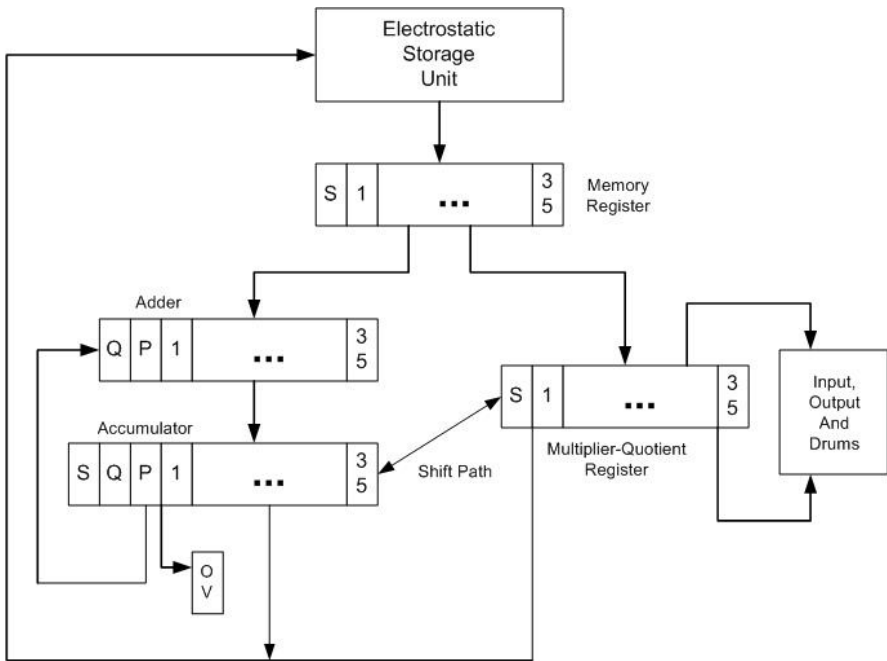 Electrostatic
Storage
Unit
S 1 ... 3
5
Memory
Register
Adder
Q P 1 ... 3
5
S 1 ... 3
5
Input,
Output
And
Drums
Accumulator
S Q P 1 ... 3
5
Shift Path
Multiplier-Quotient
Register
O
V